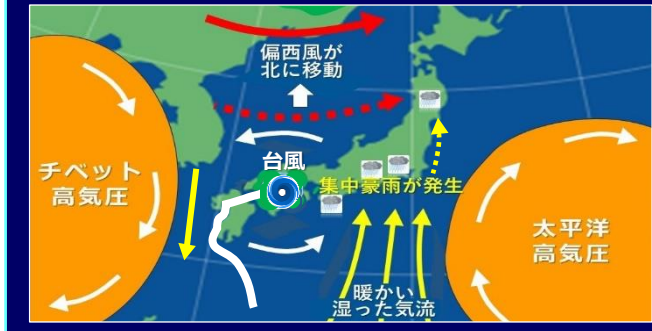 偏西風が
北に移動
チベット
高気圧
台風
集中豪雨が発生
太平洋
高気圧
暖かい
湿った気流